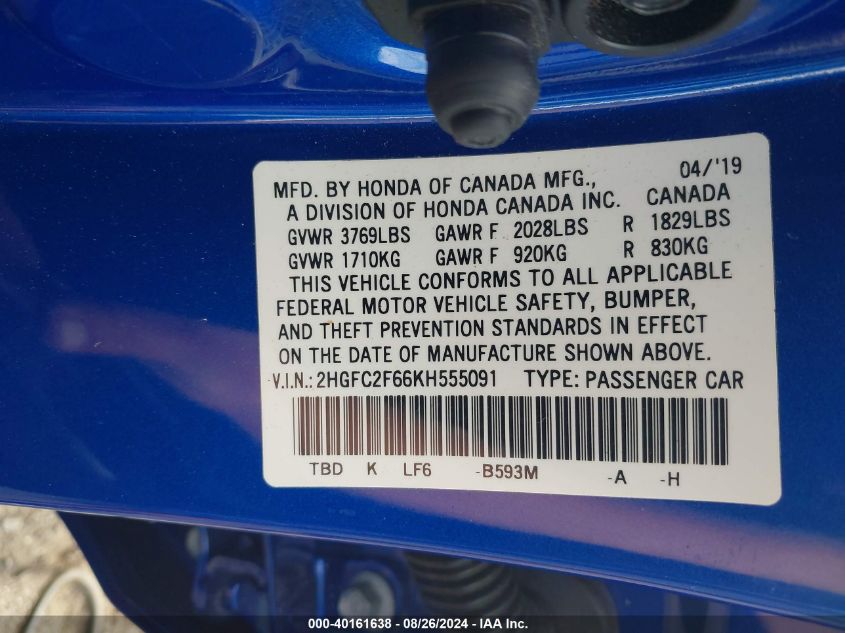 04/'19
MFD. BY HONDA OF CANADA MFG.,
A DIVISION OF HONDA CANADA INC. CANADA
GVWR 3769LBS GAWR F 2028LBS R 1829LBS
GVWR 1710KG GAWR F 920KG R 830KG
THIS VEHICLE CONFORMS TO ALL APPLICABLE
FEDERAL MOTOR VEHICLE SAFETY, BUMPER,
AND THEFT PREVENTION STANDARDS IN EFFECT
ON THE DATE OF MANUFACTURE SHOWN ABOVE.
V.I.N.: 2HGFC2F66KH555091 TYPE: PASSENGER CAR
TBD K LF6 -B593M -A -H
000-40161638 - 08/26/2024 - IAA Inc.